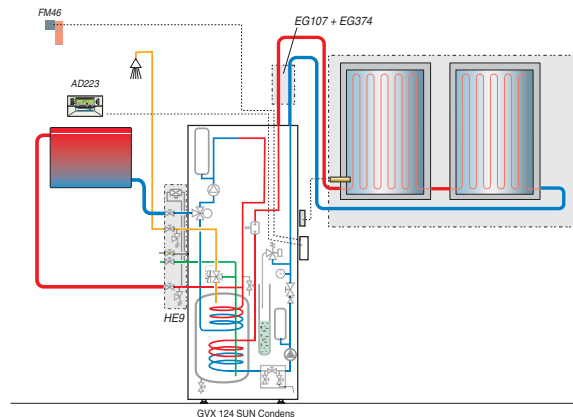 FM46
EG107 + EG374
AD223
HE9
GVX 124 SUN Condens